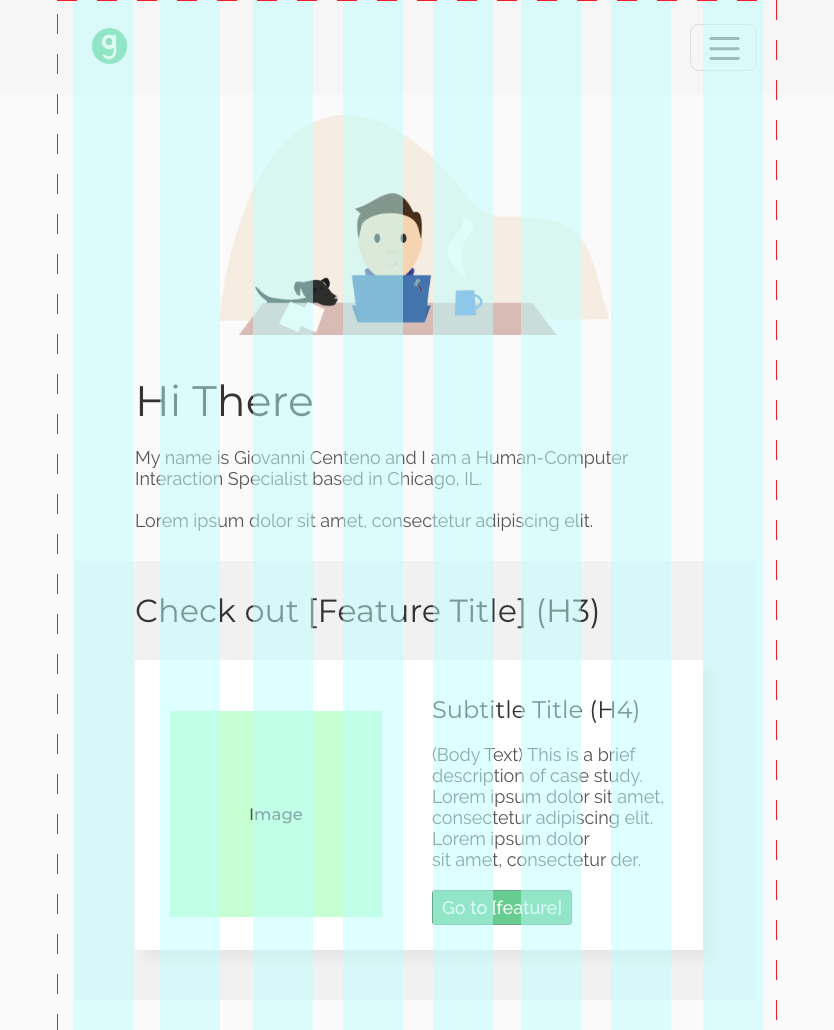 g
Hi There
My name is Giovanni Centeno and I am a Human-Computer
Interaction Specialist based in Chicago, IL.
Lorem ipsum dolor sit amet, consectetur adipiscing elit.
Check out [Feature Title] (H3)
Image
Subtitle Title (H4)
(Body Text) This is a brief
description of case study.
Lorem ipsum dolor sit amet,
consectetur adipiscing elit.
Lorem ipsum dolor
sit amet, consectetur der.
Go to [feature]